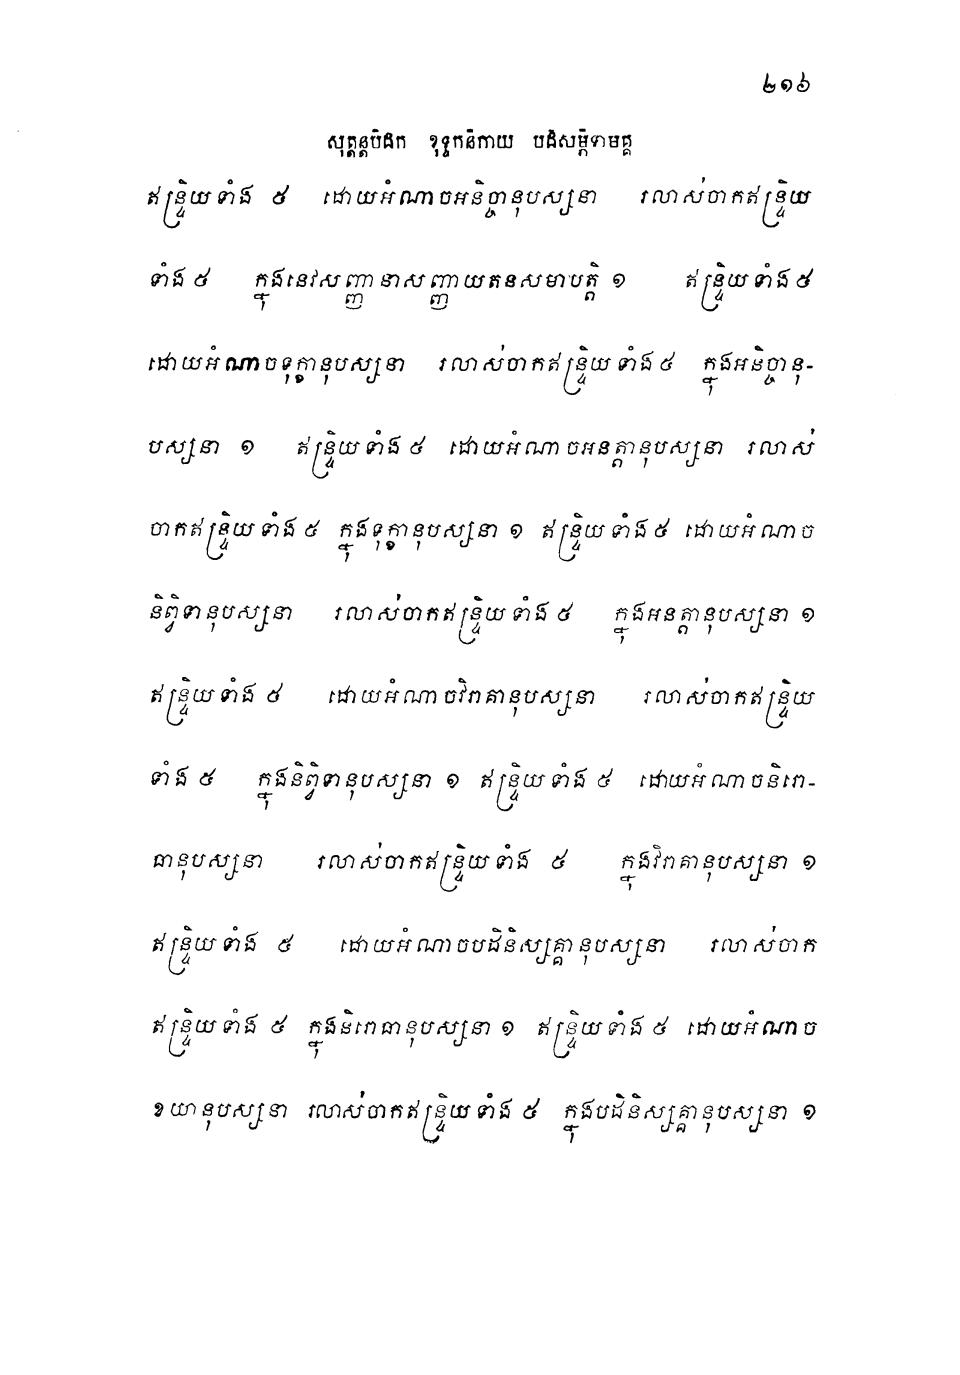 ២១៦
សុត្តន្តបិដក ខុទ្ទកនិកាយ បដិសម្ភិទាមគ្គ
ឥន្ទ្រិយទាំង ៥ ដោយអំណាចអនិច្ចានុបស្សនា រលាស់ចាកឥន្ទ្រិយ
ទាំង ៥ ក្នុងនេវសញ្ញានាសញ្ញាយតនសមាបត្តិ ១ ឥន្ទ្រិយទាំង ៥
ដោយអំណាចទុក្ខានុបស្សនា រលាស់ចាកឥន្ទ្រិយទាំង ៥ ក្នុងអនិច្ចានុ-
បស្សនា ១ ឥន្ទ្រិយទាំង ៥ ដោយអំណាចអនត្តានុបស្សនា រលាស់
ចាកឥន្ទ្រិយទាំង ៥ ក្នុងទុក្ខានុបស្សនា ១ ឥន្ទ្រិយទាំង ៥ ដោយអំណាច
និព្វិទានុបស្សនា រលាស់ចាកឥន្ទ្រិយទាំង ៥ ក្នុងអនត្តានុបស្សនា ១
ឥន្ទ្រិយទាំង ៥ ដោយអំណាចវិរាគានុបស្សនា រលាស់ចាកឥន្ទ្រិយ
ទាំង ៥ ក្នុងនិព្វិទានុបស្សនា ១ ឥន្ទ្រិយទាំង ៥ ដោយអំណាចនិរោ-
ធានុបស្សនា រលាស់ចាកឥន្ទ្រិយទាំង ៥ ក្នុងវិរាគានុបស្សនា ១
ឥន្ទ្រិយទាំង ៥ ដោយអំណាចបដិនិស្សគ្គានុបស្សនា រលាស់ចាក
ឥន្ទ្រិយទាំង ៥ ក្នុងនិរោធានុបស្សនា ១ ឥន្ទ្រិយទាំង ៥ ដោយអំណាច
ខយានុបស្សនា រលាស់ចាកឥន្ទ្រិយទាំង ៥ ក្នុងបដិនិស្សគ្គានុបស្សនា ១